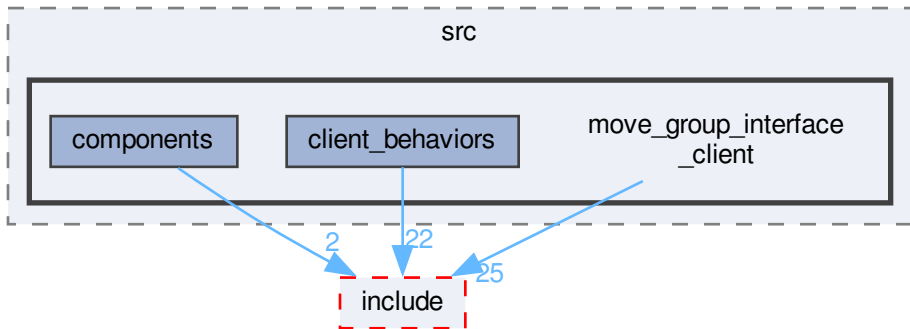 src
components
client_behaviors
move_group_interface
_client
2
22
25
include